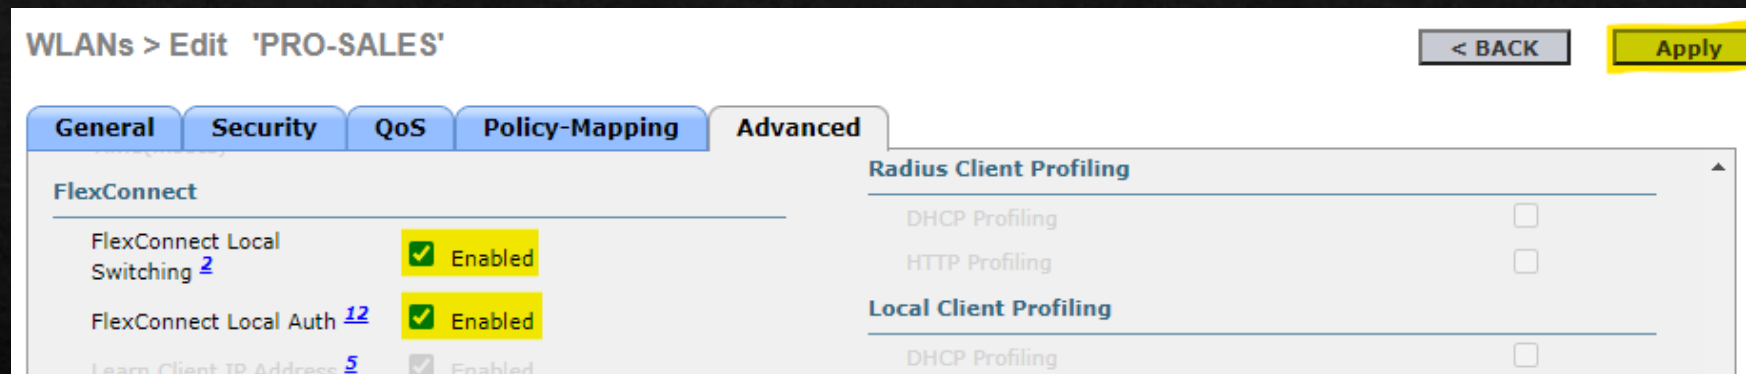 WLANs > Edit 'PRO-SALES'
< BACK
Apply
General
Security
QoS
Policy-Mapping
Advanced
FlexConnect
FlexConnect Local
Switching 2
Enabled
FlexConnect Local Auth 12
Enabled
Learn Client IP Address 5
Enabled
Radius Client Profiling
DHCP Profiling
HTTP Profiling
Local Client Profiling
DHCP Profiling